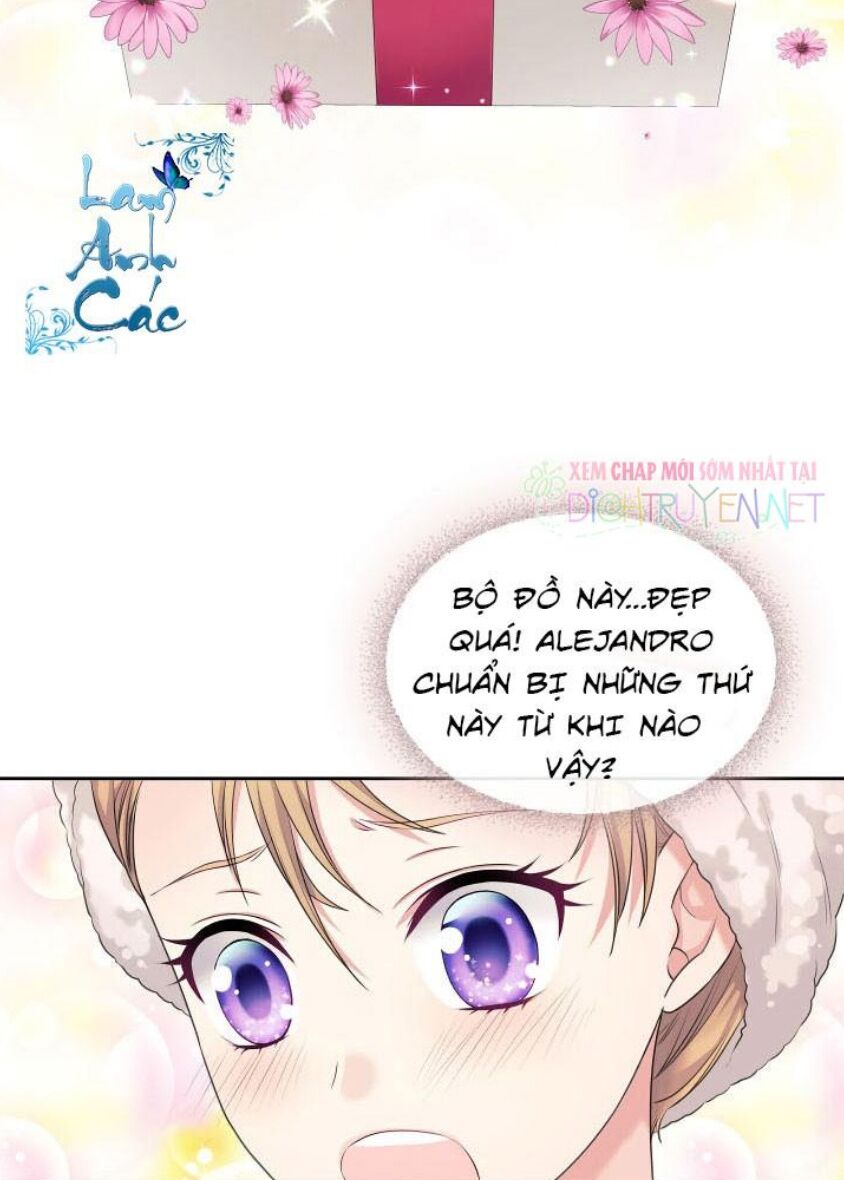 Lam
Ánh
Các
XEM CHAP MỚI SỚM NHẤT TẠI
DICHTRUYEN.NET
BỘ ĐỒ NÀY...ĐẸP
QUÁ! ALEJANDRO
CHUẨN BỊ NHỮNG THỨ
NÀY TỪ KHI NÀO
VẬY?